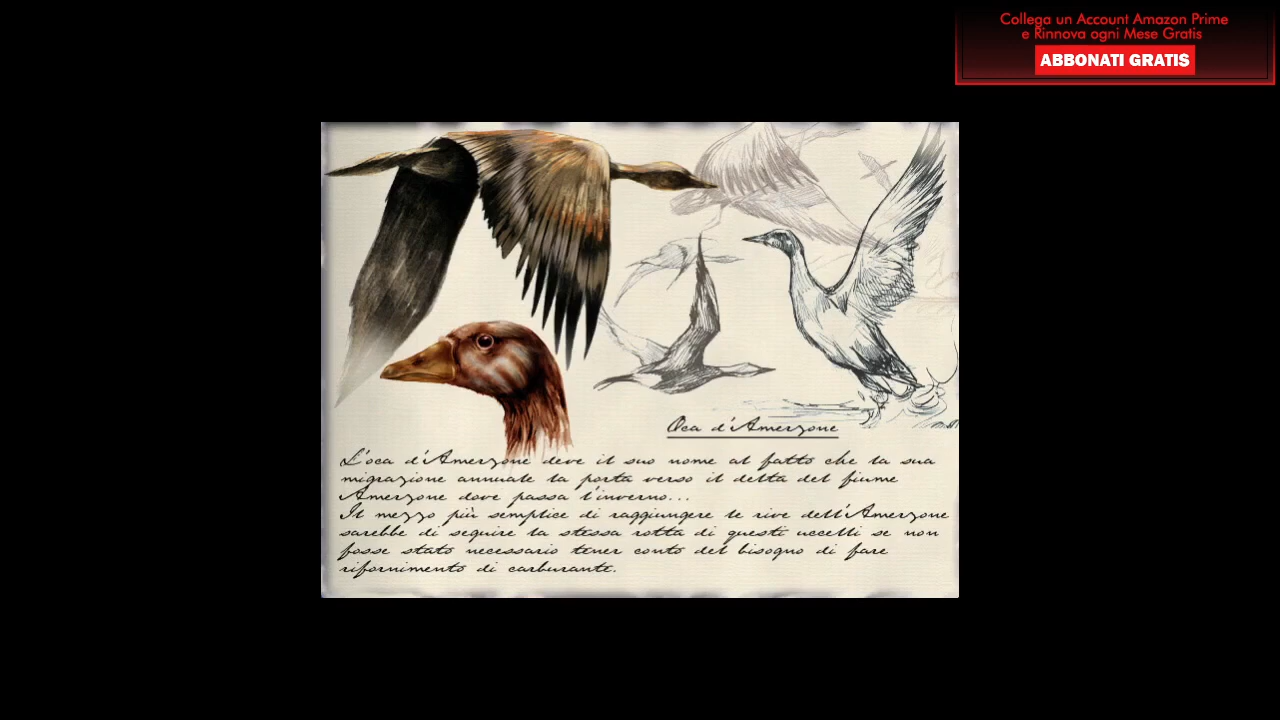 Collega un Account Amazon Prime
e Rinnova ogni Mese Gratis
ABBONATI GRATIS
Oca d'Amerzone
L'oca d'Amerzone deve il suo nome al fatto che la sua
migrazione annuale la porta verso il delta del fiume
Amerzone dove passa l'inverno...
Il mezzo più semplice di raggiungere le rive dell'Amerzone
sarebbe di seguire la stessa rotta di questi uccelli se non
fosse stato necessario tener conto del bisogno di fare
rifornimento di carburante.